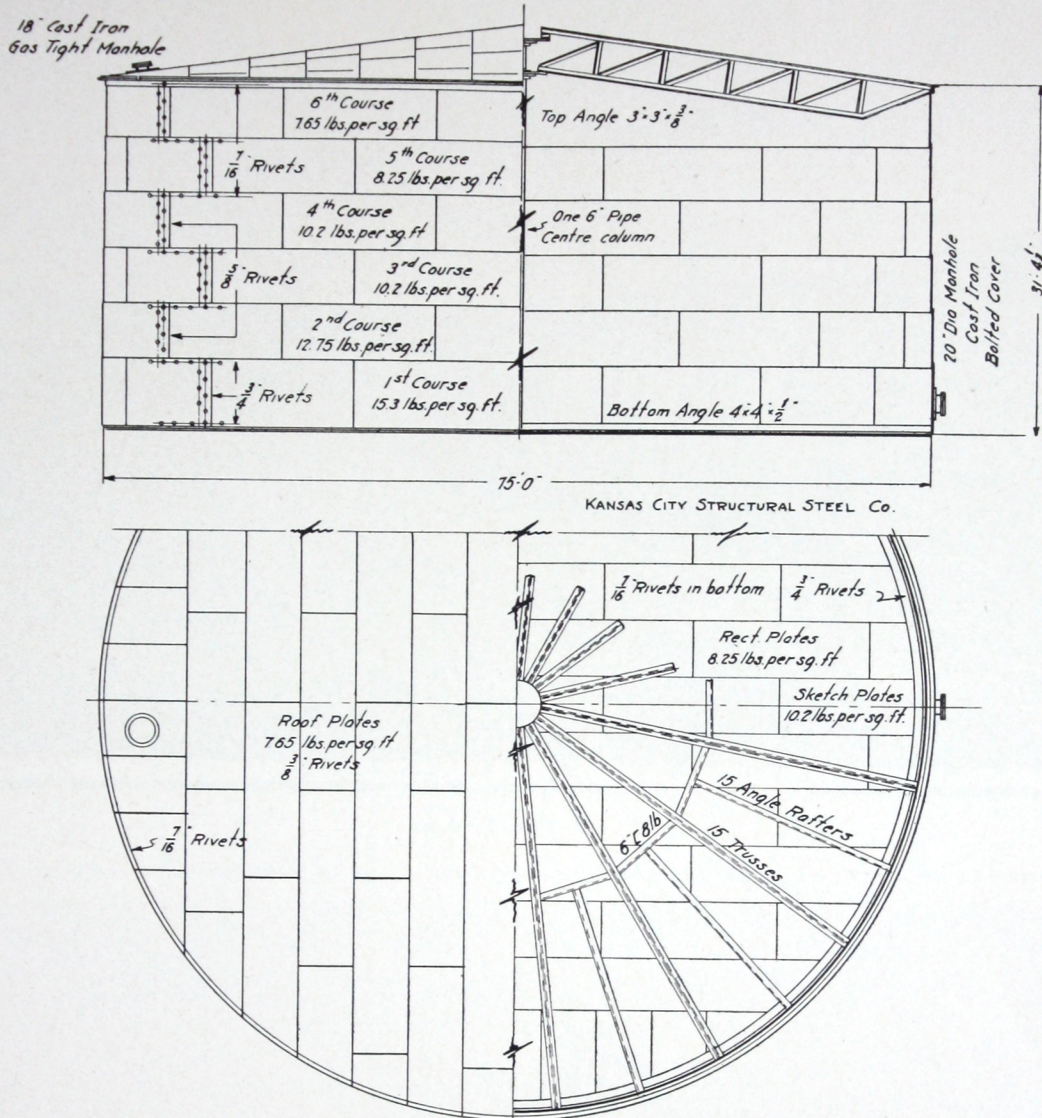 18" Cast Iron
Gas Tight Manhole
6th Course
7.65 lbs. per sq. ft
Top Angle 3"x3"x3/8"
7/16" Rivets
5th Course
8.25 lbs. per sq. ft.
4th Course
10.2 lbs. per sq. ft.
One 6" Pipe
Centre column
5/8" Rivets
3rd Course
10.2 lbs. per sq. ft.
2nd Course
12.75 lbs. per sq. ft.
3/4" Rivets
1st Course
15.3 lbs. per sq. ft.
Bottom Angle 4"x4"x1/2"
20" Dia Manhole
Cast Iron
Bolted Cover
75'-0"
KANSAS CITY STRUCTURAL STEEL CO.
7/16" Rivets in bottom
3/4" Rivets
Rect. Plates
8.25 lbs. per sq. ft
Sketch Plates
10.2 lbs. per sq. ft.
Roof Plates
7.65 lbs. per sq. ft
3/8" Rivets
7/16" Rivets
15 Angle Rafters
15 Trusses
6"[ 8 lb